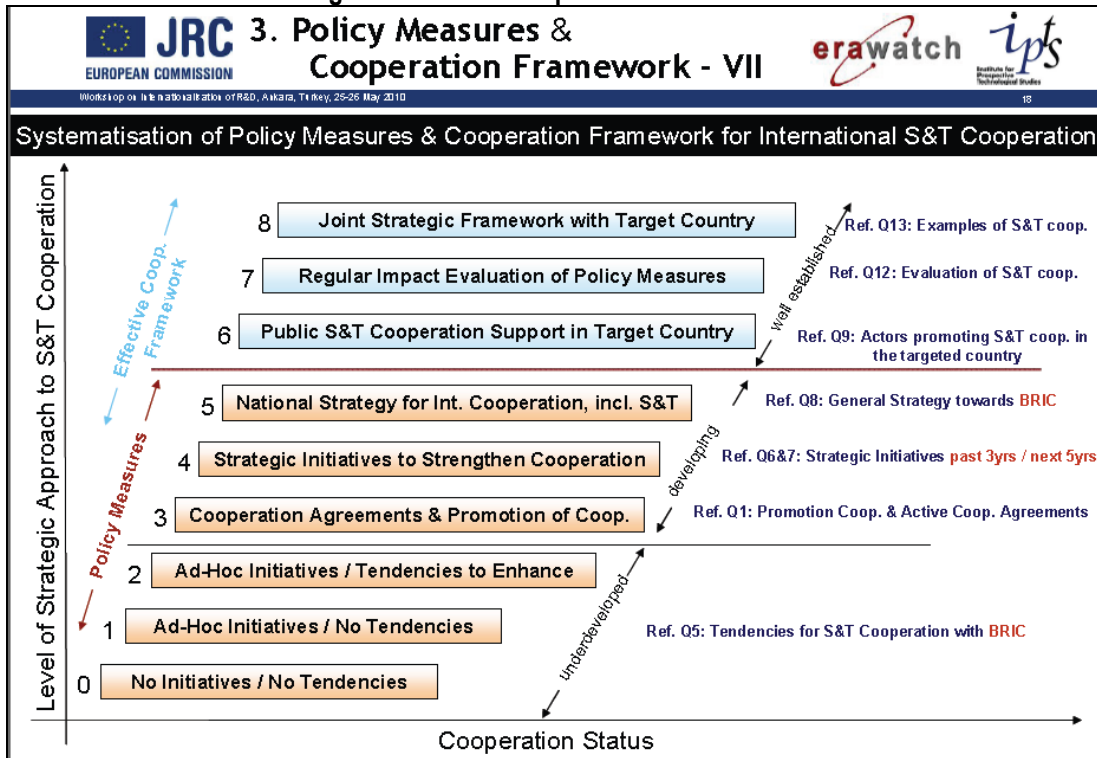 JRC
EUROPEAN COMMISSION
3. Policy Measures &
Cooperation Framework - VII
erawatch
ipts
Institute for
Prospective
Technological Studies
Workshop on Internationalisation of R&D, Ankara, Turkey, 25-26 May 2010
18
Systematisation of Policy Measures & Cooperation Framework for International S&T Cooperation
Level of Strategic Approach to S&T Cooperation
Effective Coop.
Framework
Policy Measures
8 Joint Strategic Framework with Target Country
Ref. Q13: Examples of S&T coop.
7 Regular Impact Evaluation of Policy Measures
Ref. Q12: Evaluation of S&T coop.
6 Public S&T Cooperation Support in Target Country
Ref. Q9: Actors promoting S&T coop. in
the targeted country
well established
5 National Strategy for Int. Cooperation, incl. S&T
Ref. Q8: General Strategy towards BRIC
4 Strategic Initiatives to Strengthen Cooperation
Ref. Q6&7: Strategic Initiatives past 3yrs / next 5yrs
3 Cooperation Agreements & Promotion of Coop.
Ref. Q1: Promotion Coop. & Active Coop. Agreements
developing
2 Ad-Hoc Initiatives / Tendencies to Enhance
1 Ad-Hoc Initiatives / No Tendencies
Ref. Q5: Tendencies for S&T Cooperation with BRIC
0 No Initiatives / No Tendencies
underdeveloped
Cooperation Status